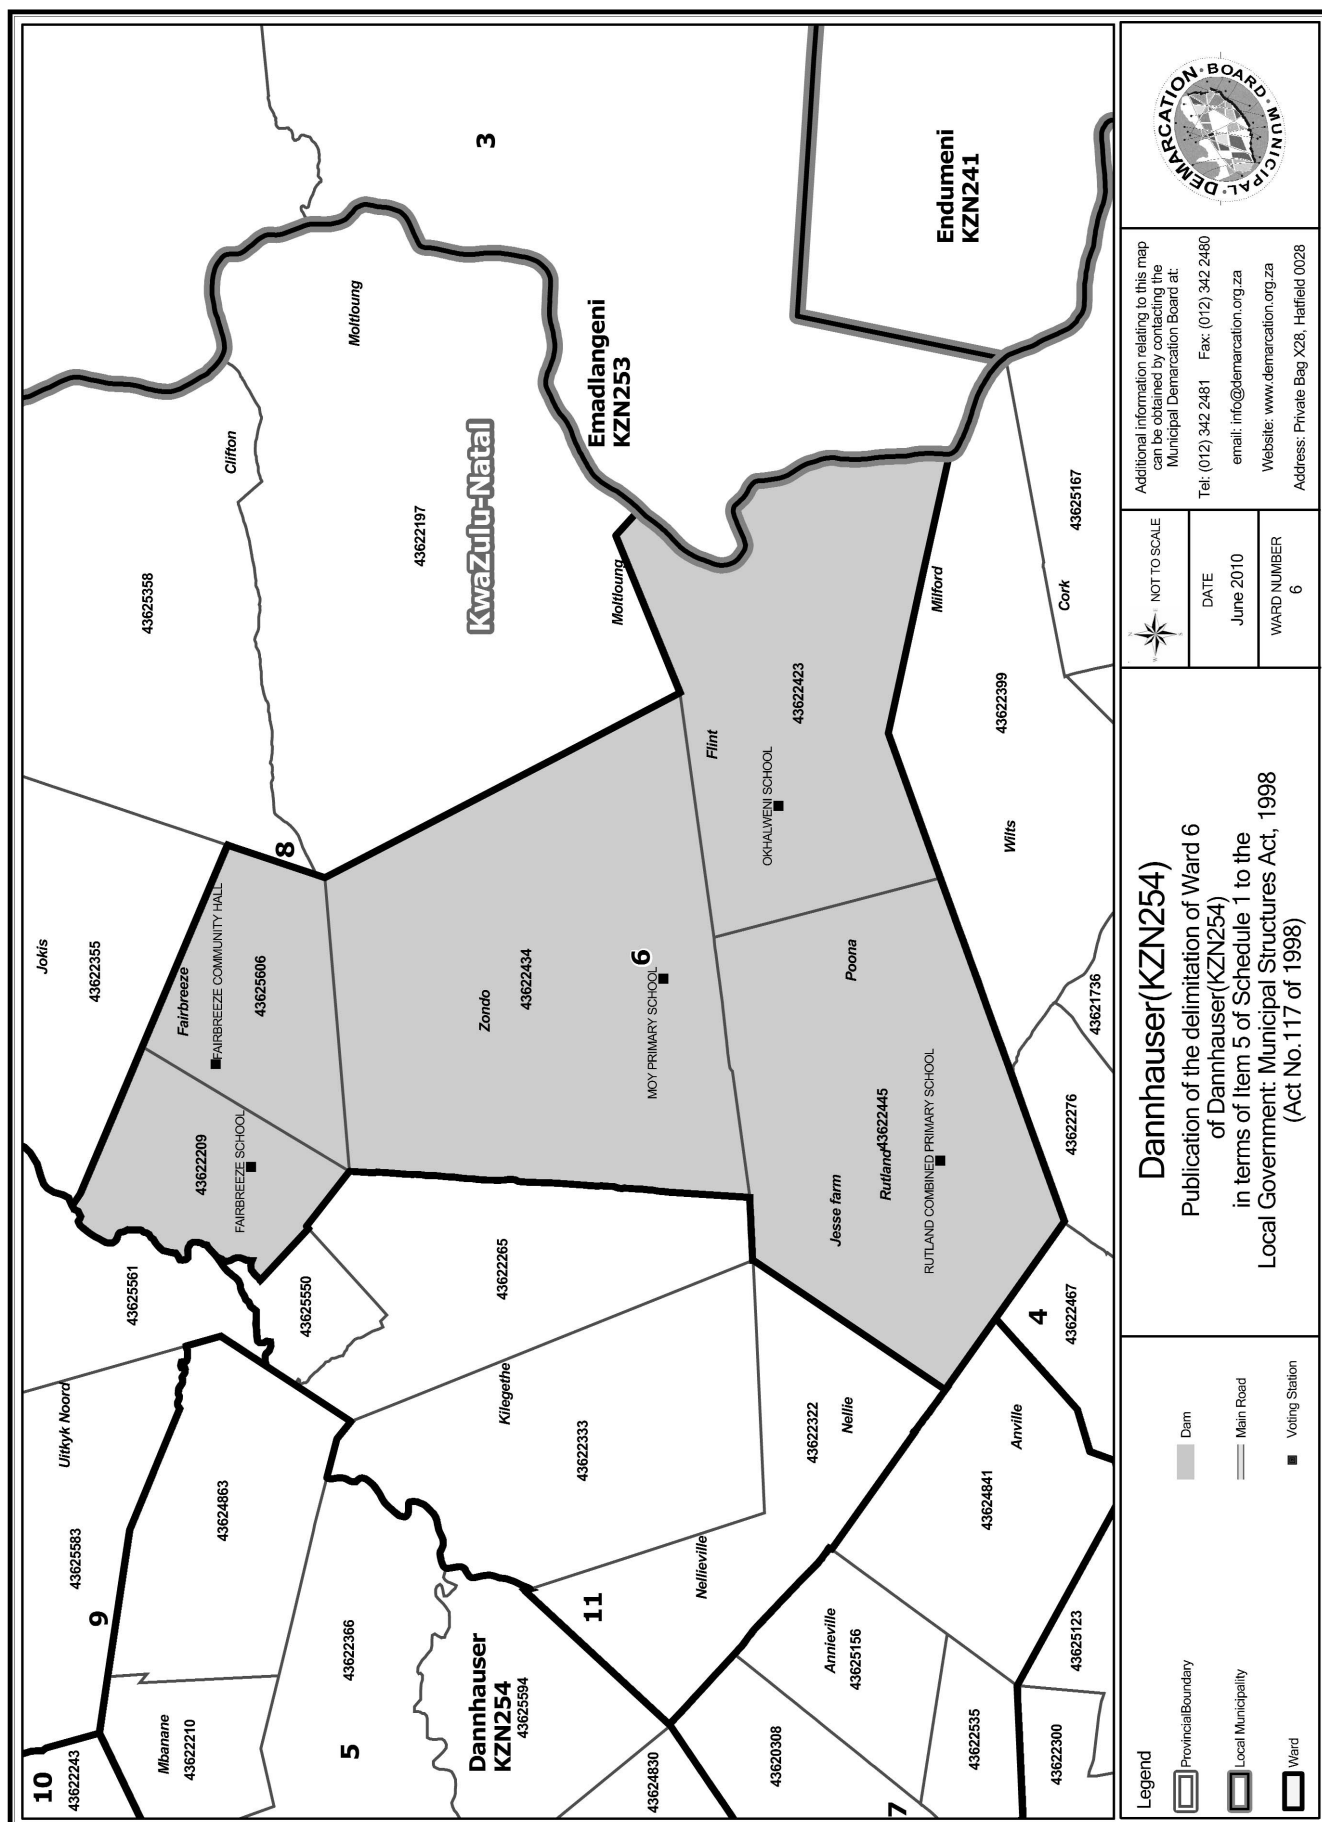 10
43622243
9
43625583
Uitkyk Noord
43625561
Jokis
43622355
Mbanane
43622210
43624863
43622209
FAIRBREEZE SCHOOL
Fairbreeze
FAIRBREEZE COMMUNITY HALL
43625606
8
Clifton
43625358
5
43622366
43625550
Moltloung
43622197
KwaZulu-Natal
3
Dannhauser
KZN254
43625594
Kilegethe
43622333
43622265
Zondo
43622434
MOY PRIMARY SCHOOL
6
Moltloung
Emadlangeni
KZN253
11
43624830
Nellieville
Flint
43620308
Annieville
43625156
43622322
Nellie
Jesse farm
Rutland
43622445
RUTLAND COMBINED PRIMARY SCHOOL
Poona
OKHALWENI SCHOOL
43622423
Milford
Endumeni
KZN241
7
43622535
43624841
Anville
4
43622467
Wilts
43622399
43622300
43625123
43622276
43621736
Cork
43625167
Legend
ProvincialBoundary
Local Municipality
Ward
Dam
Main Road
Voting Station
Dannhauser(KZN254)
Publication of the delimitation of Ward 6
of Dannhauser(KZN254)
in terms of Item 5 of Schedule 1 to the
Local Government: Municipal Structures Act, 1998
(Act No.117 of 1998)
N
W
E
S
NOT TO SCALE
DATE
June 2010
WARD NUMBER
6
Additional information relating to this map
can be obtained by contacting the
Municipal Demarcation Board at:
Tel: (012) 342 2481 Fax: (012) 342 2480
email: info@demarcation.org.za
Website: www.demarcation.org.za
Address: Private Bag X28, Hatfield 0028
MUNICIPAL DEMARCATION BOARD